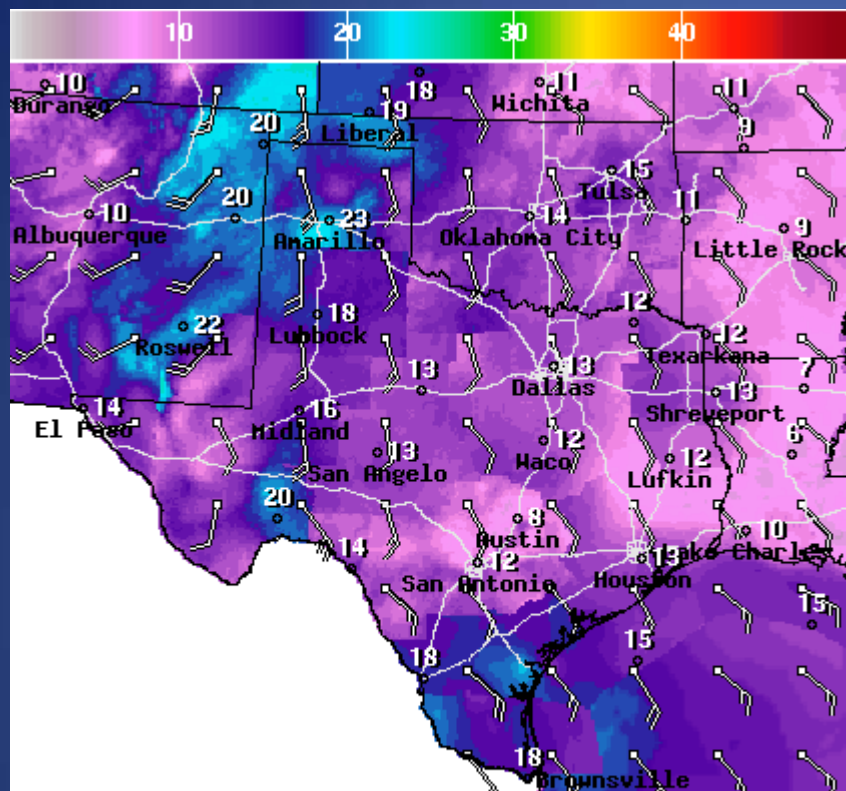 10 20 30 40
18
10 11 11
Durango Wichita
19
Liberal
20 9
15
Tulsa
10 20 23 14 11
Albuquerque Amarillo Oklahoma City
9
Little Rock
18
Lubbock
22 12 12
Roswell Texarkana
13 13
Dallas
13 7
Shreveport
14 16
El Paso Midland
13 12 12 6
San Angelo Waco Lufkin
20 8 10
Austin
14 12 13 Lake Charles
San Antonio Houston
15
18 15
18
Brownsville